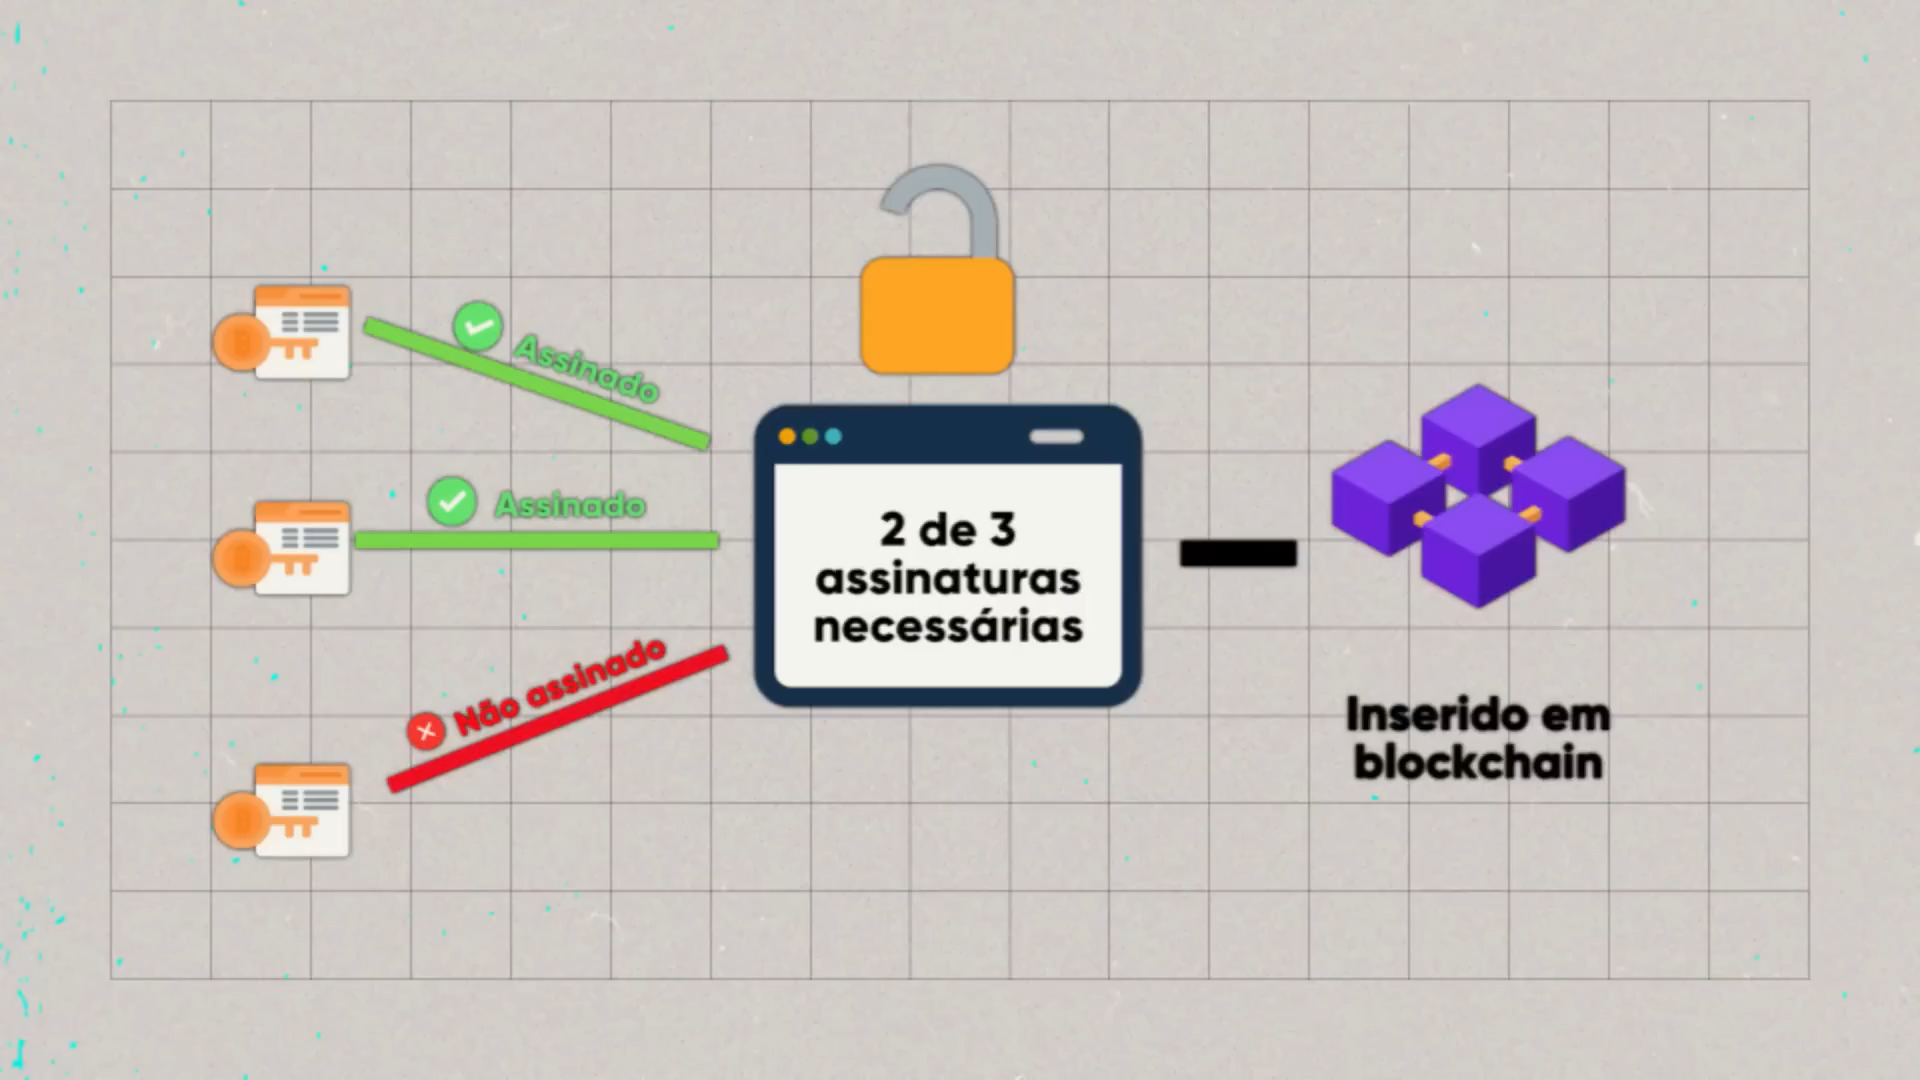 Assinado
Assinado
Não assinado
2 de 3
assinaturas
necessárias
Inserido em
blockchain